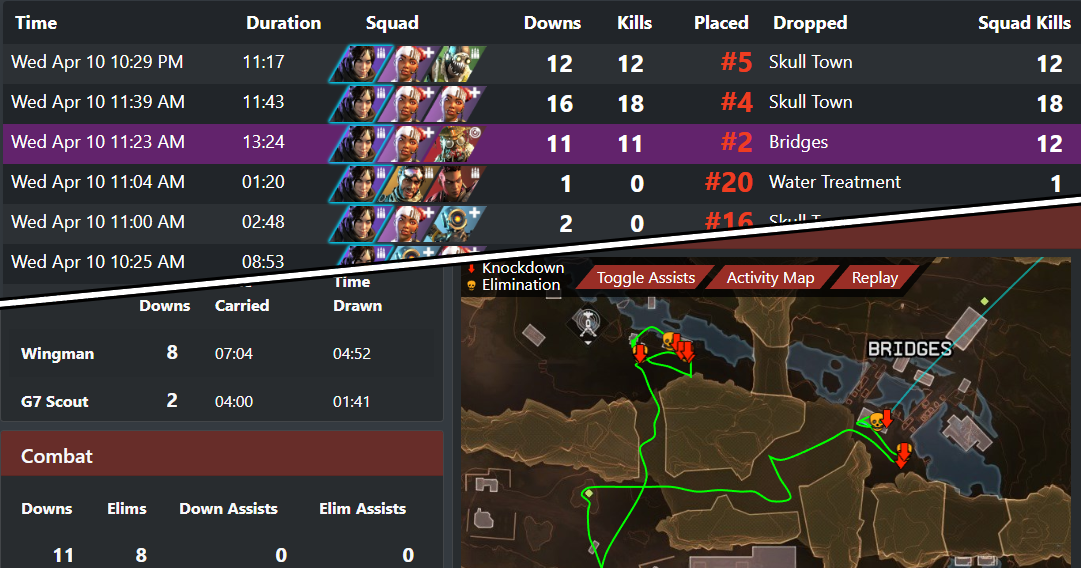 Time Duration Squad Downs Kills Placed Dropped Squad Kills
Wed Apr 10 10:29 PM 11:17 12 12 #5 Skull Town 12
Wed Apr 10 11:39 AM 11:43 16 18 #4 Skull Town 18
Wed Apr 10 11:23 AM 13:24 11 11 #2 Bridges 12
Wed Apr 10 11:04 AM 01:20 1 0 #20 Water Treatment 1
Wed Apr 10 11:00 AM 02:48 2 0 #16 Skull
Wed Apr 10 10:25 AM 08:53
Time
Downs Carried Drawn
Wingman 8 07:04 04:52
G7 Scout 2 04:00 01:41
Combat
Downs Elims Down Assists Elim Assists
11 8 0 0
Knockdown
Elimination
Toggle Assists Activity Map Replay
BRIDGES